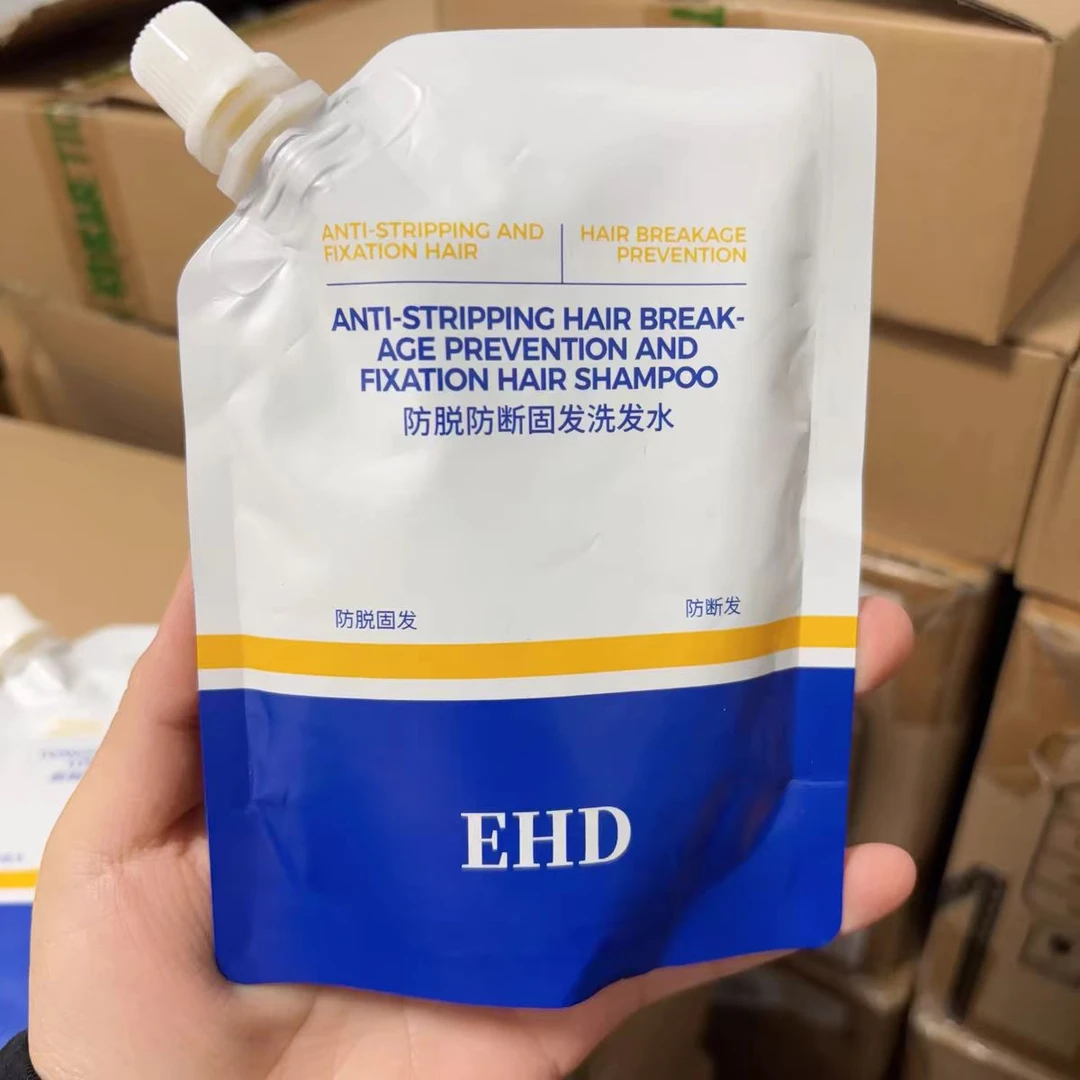 ANTI-STRIPPING AND
FIXATION HAIR
HAIR BREAKAGE
PREVENTION
ANTI-STRIPPING HAIR BREAK-
AGE PREVENTION AND
FIXATION HAIR SHAMPOO
防脱防断固发洗发水
防脱固发
防断发
EHD